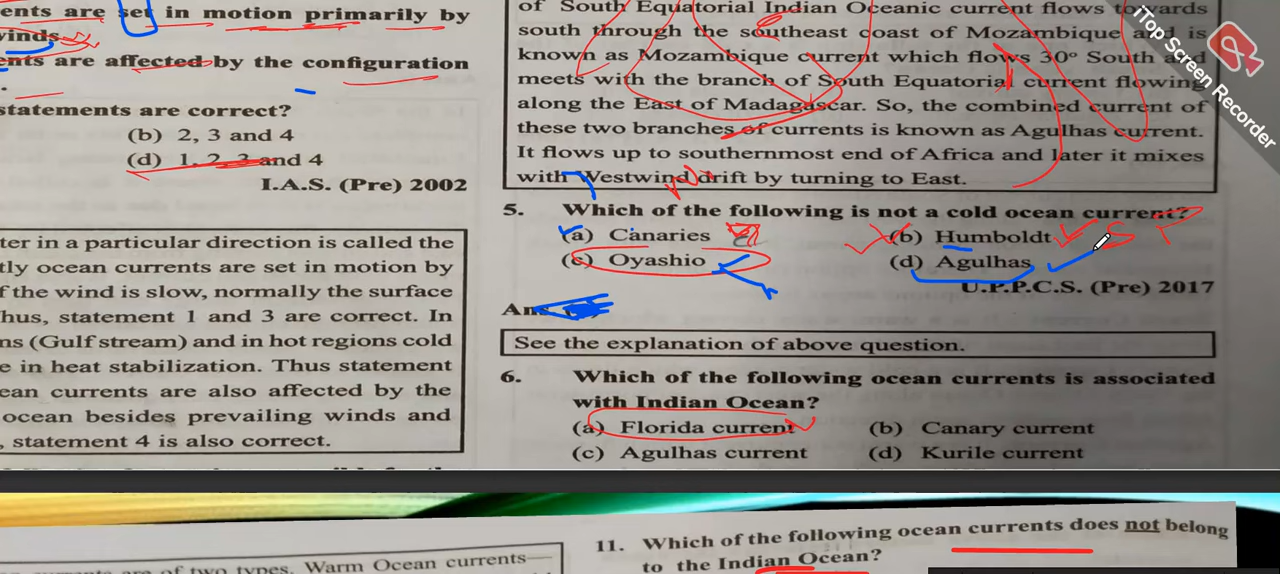 ents are set in motion primarily by
winds
ents are affected by the configuration
statements are correct?
(b) 2, 3 and 4
(d) 1, 2, 3 and 4
I.A.S. (Pre) 2002
ter in a particular direction is called the
tly ocean currents are set in motion by
f the wind is slow, normally the surface
hus, statement 1 and 3 are correct. In
ns (Gulf stream) and in hot regions cold
e in heat stabilization. Thus statement
ean currents are also affected by the
ocean besides prevailing winds and
, statement 4 is also correct.
of South Equatorial Indian Oceanic current flows towards
south through the southeast coast of Mozambique and is
known as Mozambique current which flows 30° South and
meets with the branch of South Equatorial current flowing
along the East of Madagascar. So, the combined current of
these two branches of currents is known as Agulhas current.
It flows up to southernmost end of Africa and later it mixes
with Westwind drift by turning to East.
5. Which of the following is not a cold ocean current?
(a) Canaries (b) Humboldt
(c) Oyashio (d) Agulhas
U.P.P.C.S. (Pre) 2017
See the explanation of above question.
6. Which of the following ocean currents is associated
with Indian Ocean?
(a) Florida current (b) Canary current
(c) Agulhas current (d) Kurile current
of two types. Warm Ocean currents
11. Which of the following ocean currents does not belong
to the Indian Ocean?
iTop Screen Recorder